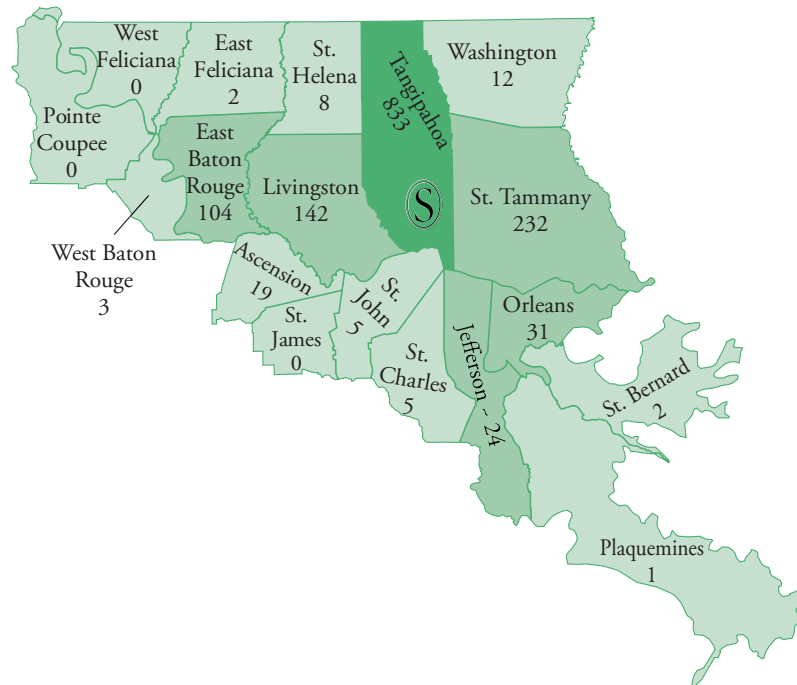 West
Feliciana
0
East
Feliciana
2
St.
Helena
8
Tangipahoa
833
Washington
12
Pointe
Coupee
0
East
Baton
Rouge
104
Livingston
142
S
St. Tammany
232
West Baton
Rouge
3
Ascension
19
St.
John
5
St.
James
0
St.
Charles
5
Jefferson ~ 24
Orleans
31
St. Bernard
2
Plaquemines
1